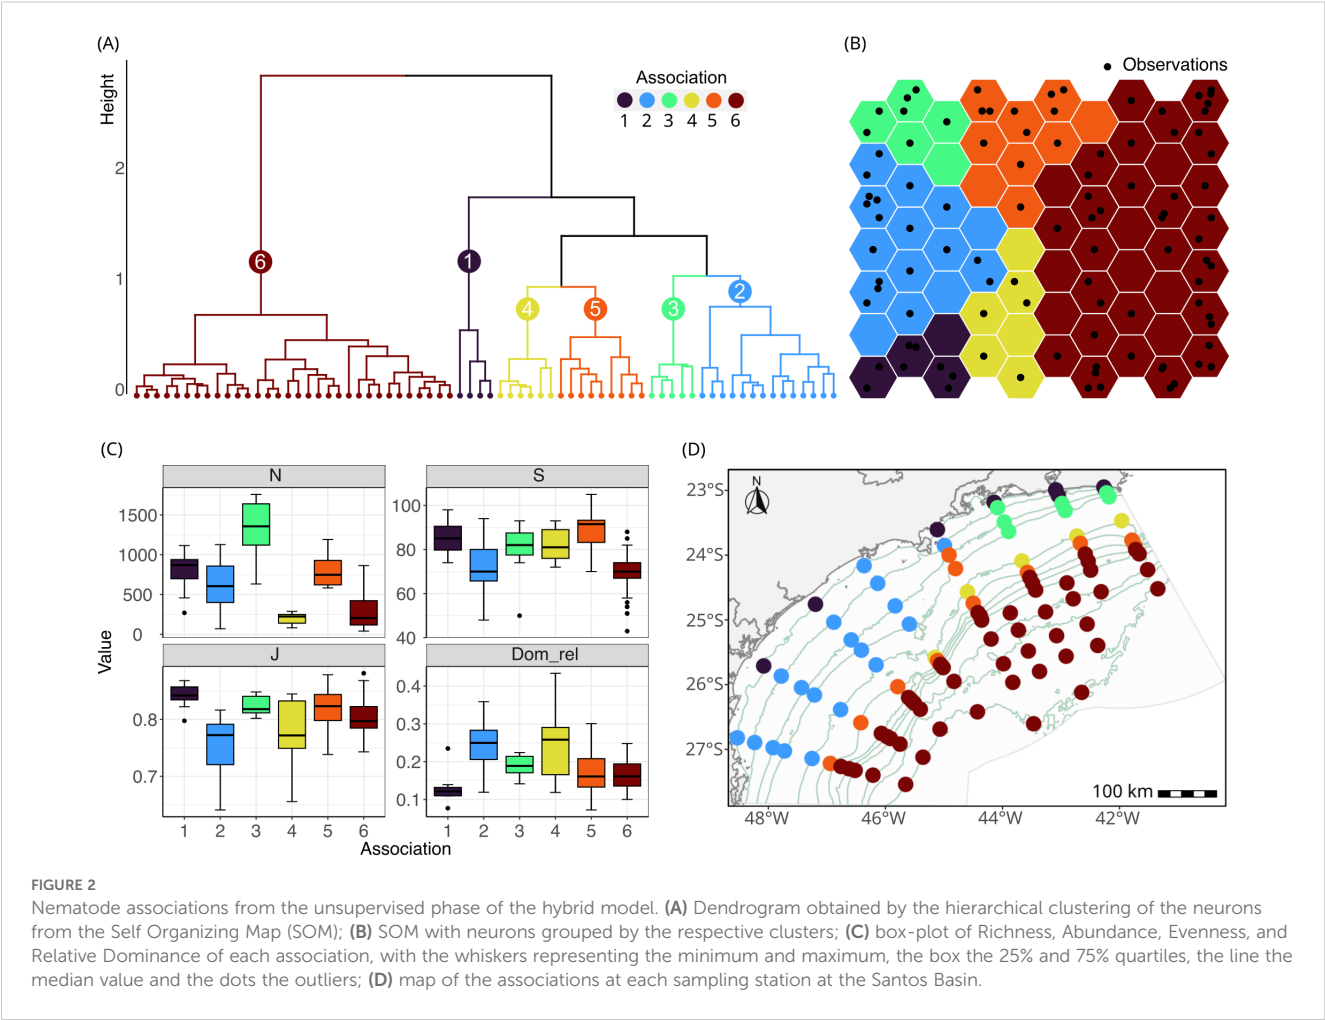 (A)
Height
2
1
0
Association
1 2 3 4 5 6
6
1
4
5
3
2
(B)
Observations
(C)
Value
N
1500
1000
500
0
S
100
80
60
40
J
0.8
0.7
1 2 3 4 5 6
Dom_rel
0.4
0.3
0.2
0.1
1 2 3 4 5 6
Association
(D)
N
23°S
24°S
25°S
26°S
27°S
48°W 46°W 44°W 42°W
100 km
FIGURE 2
Nematode associations from the unsupervised phase of the hybrid model. (A) Dendrogram obtained by the hierarchical clustering of the neurons
from the Self Organizing Map (SOM); (B) SOM with neurons grouped by the respective clusters; (C) box-plot of Richness, Abundance, Evenness, and
Relative Dominance of each association, with the whiskers representing the minimum and maximum, the box the 25% and 75% quartiles, the line the
median value and the dots the outliers; (D) map of the associations at each sampling station at the Santos Basin.